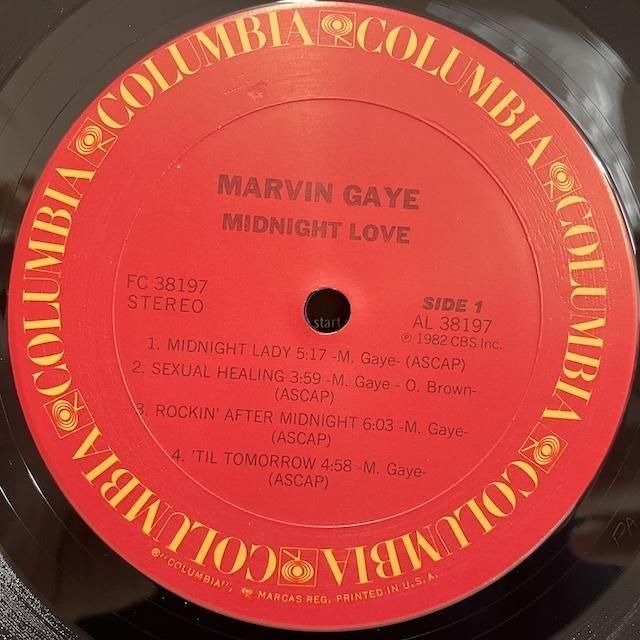 COLUMBIA COLUMBIA COLUMBIA COLUMBIA COLUMBIA COLUMBIA COLUMBIA COLUMBIA
MARVIN GAYE
MIDNIGHT LOVE
FC 38197
STEREO
SIDE 1
AL 38197
℗ 1982 CBS Inc.
start
1. MIDNIGHT LADY 5:17 -M. Gaye- (ASCAP)
2. SEXUAL HEALING 3:59 -M. Gaye - O. Brown-
(ASCAP)
3. ROCKIN' AFTER MIDNIGHT 6:03 -M. Gaye-
(ASCAP)
4. 'TIL TOMORROW 4:58 -M. Gaye-
(ASCAP)
®"COLUMBIA", MARCAS REG. PRINTED IN U.S.A.